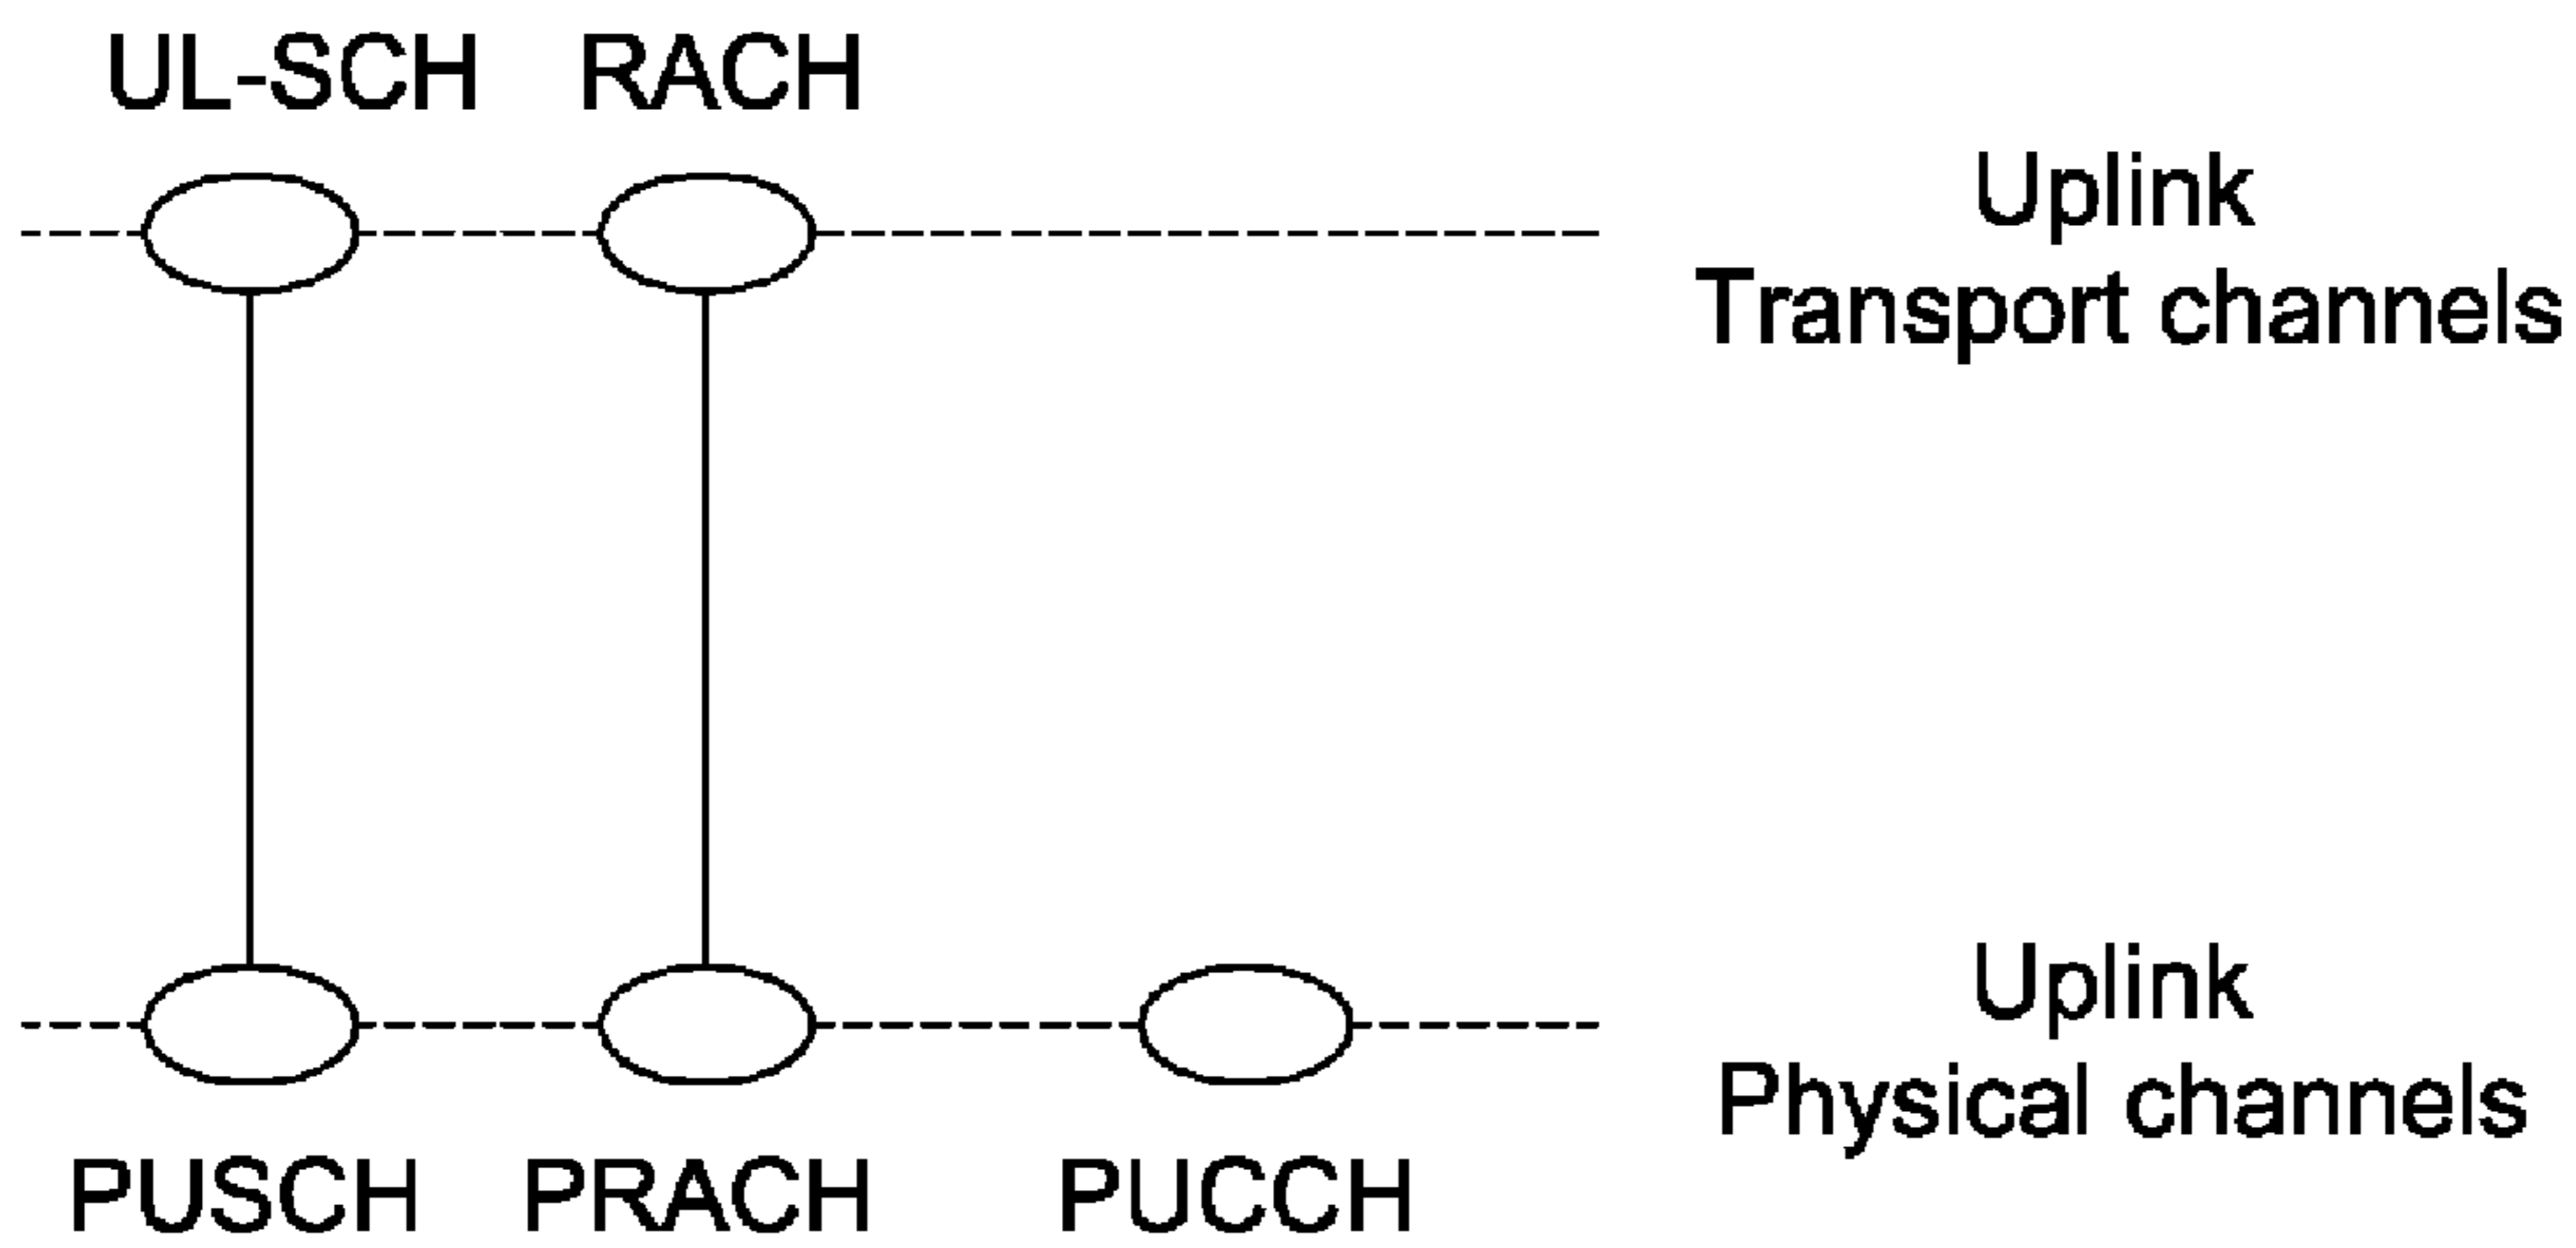 UL-SCH RACH
Uplink
Transport channels
Uplink
Physical channels
PUSCH PRACH PUCCH